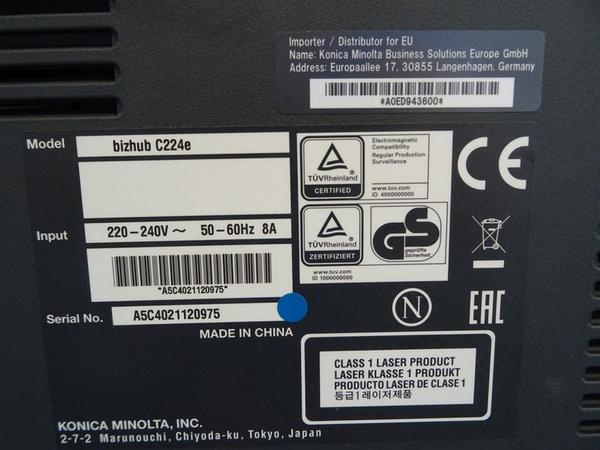 Importer / Distributor for EU
Name: Konica Minolta Business Solutions Europe GmbH
Address: Europaallee 17. 30855 Langenhagen. Germany
*A0ED943600*
Model bizhub C224e
Input 220–240V ~ 50–60Hz 8A
*A5C4021120975*
Serial No. A5C4021120975
MADE IN CHINA
TÜVRheinland
CERTIFIED
Electromagnetic
Compatibility
Regular Production
Surveillance
www.tuv.com
ID 4000000000
TÜVRheinland
ZERTIFIZIERT
GS
geprüfte
Sicherheit
www.tuv.com
ID 1000000000
CE
N
EAC
CLASS 1 LASER PRODUCT
LASER KLASSE 1 PRODUKT
PRODUCTO LASER DE CLASE 1
등급1 레이저제품
KONICA MINOLTA, INC.
2-7-2 Marunouchi, Chiyoda-ku, Tokyo, Japan